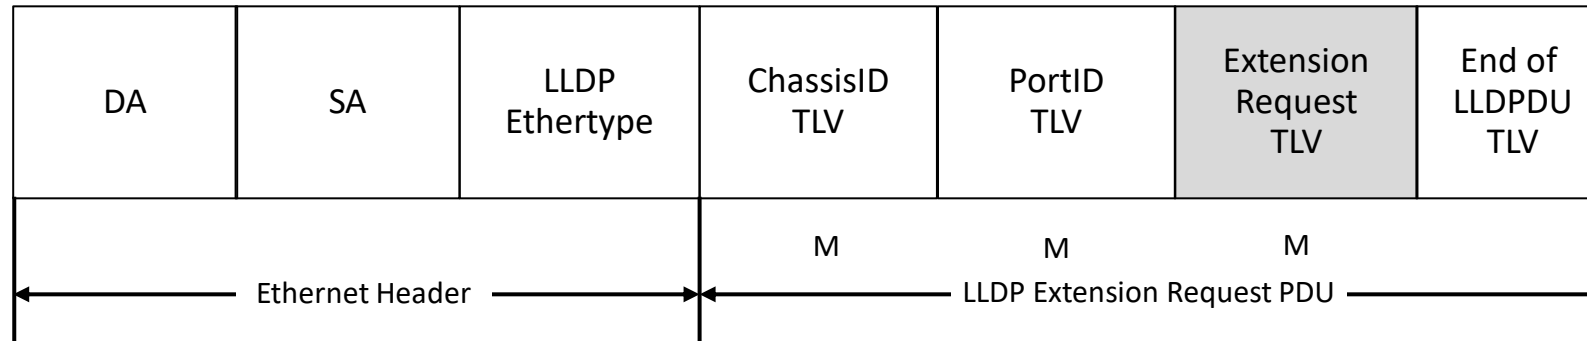 DA
SA
LLDP
Ethertype
ChassisID
TLV
PortID
TLV
Extension
Request
TLV
End of
LLDPDU
TLV
M
M
M
Ethernet Header
LLDP Extension Request PDU